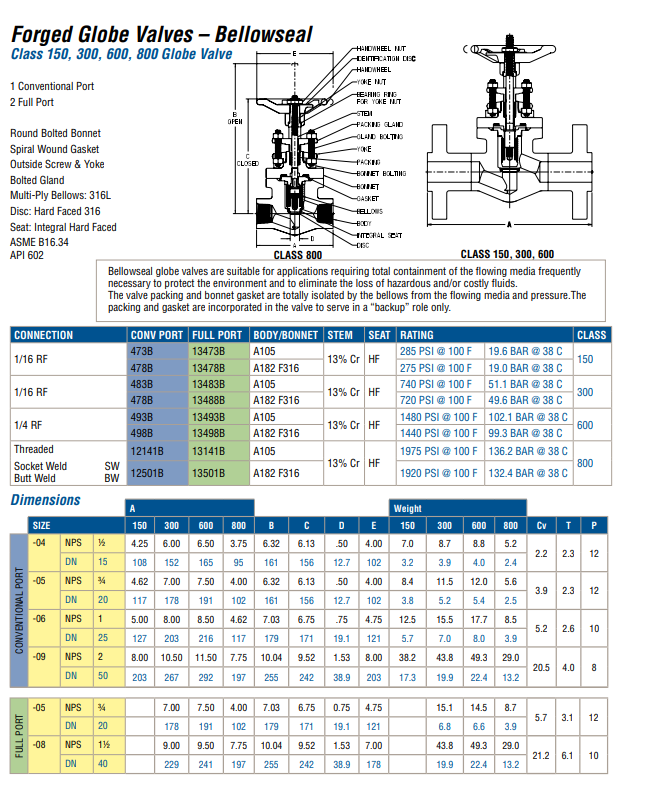 Forged Globe Valves – Bellowseal
Class 150, 300, 600, 800 Globe Valve
1 Conventional Port
2 Full Port
Round Bolted Bonnet
Spiral Wound Gasket
Outside Screw & Yoke
Bolted Gland
Multi-Ply Bellows: 316L
Disc: Hard Faced 316
Seat: Integral Hard Faced
ASME B16.34
API 602
E
B
OPEN
C
CLOSED
D
A
HANDWHEEL NUT
IDENTIFICATION DISC
HANDWHEEL
YOKE NUT
BEARING RING
FOR YOKE NUT
STEM
PACKING GLAND
GLAND BOLTING
YOKE
PACKING
BONNET BOLTING
BONNET
GASKET
BELLOWS
BODY
INTEGRAL SEAT
DISC
CLASS 800
A
CLASS 150, 300, 600
Bellowseal globe valves are suitable for applications requiring total containment of the flowing media frequently
necessary to protect the environment and to eliminate the loss of hazardous and/or costly fluids.
The valve packing and bonnet gasket are totally isolated by the bellows from the flowing media and pressure.The
packing and gasket are incorporated in the valve to serve in a “backup” role only.
CONNECTION CONV PORT FULL PORT BODY/BONNET STEM SEAT RATING CLASS
1/16 RF 473B 13473B A105 13% Cr HF 285 PSI @ 100 F 19.6 BAR @ 38 C 150
478B 13478B A182 F316 275 PSI @ 100 F 19.0 BAR @ 38 C
1/16 RF 483B 13483B A105 13% Cr HF 740 PSI @ 100 F 51.1 BAR @ 38 C 300
478B 13488B A182 F316 720 PSI @ 100 F 49.6 BAR @ 38 C
1/4 RF 493B 13493B A105 13% Cr HF 1480 PSI @ 100 F 102.1 BAR @ 38 C 600
498B 13498B A182 F316 1440 PSI @ 100 F 99.3 BAR @ 38 C
Threaded 12141B 13141B A105 13% Cr HF 1975 PSI @ 100 F 136.2 BAR @ 38 C 800
Socket Weld SW 12501B 13501B A182 F316 1920 PSI @ 100 F 132.4 BAR @ 38 C
Butt Weld BW
Dimensions
A Weight
SIZE 150 300 600 800 B C D E 150 300 600 800 Cv T P
CONVENTIONAL PORT
-04 NPS ½ 4.25 6.00 6.50 3.75 6.32 6.13 .50 4.00 7.0 8.7 8.8 5.2 2.2 2.3 12
DN 15 108 152 165 95 161 156 12.7 102 3.2 3.9 4.0 2.4
-05 NPS ¾ 4.62 7.00 7.50 4.00 6.32 6.13 .50 4.00 8.4 11.5 12.0 5.6 3.9 2.3 12
DN 20 117 178 191 102 161 156 12.7 102 3.8 5.2 5.4 2.5
-06 NPS 1 5.00 8.00 8.50 4.62 7.03 6.75 .75 4.75 12.5 15.5 17.7 8.5 5.2 2.6 10
DN 25 127 203 216 117 179 171 19.1 121 5.7 7.0 8.0 3.9
-09 NPS 2 8.00 10.50 11.50 7.75 10.04 9.52 1.53 8.00 38.2 43.8 49.3 29.0 20.5 4.0 8
DN 50 203 267 292 197 255 242 38.9 203 17.3 19.9 22.4 13.2
FULL PORT
-05 NPS ¾ 7.00 7.50 4.00 7.03 6.75 0.75 4.75 15.1 14.5 8.7 5.7 3.1 12
DN 20 178 191 102 179 171 19.1 121 6.8 6.6 3.9
-08 NPS 1½ 9.00 9.50 7.75 10.04 9.52 1.53 7.00 43.8 49.3 29.0 21.2 6.1 10
DN 40 229 241 197 255 242 38.9 178 19.9 22.4 13.2